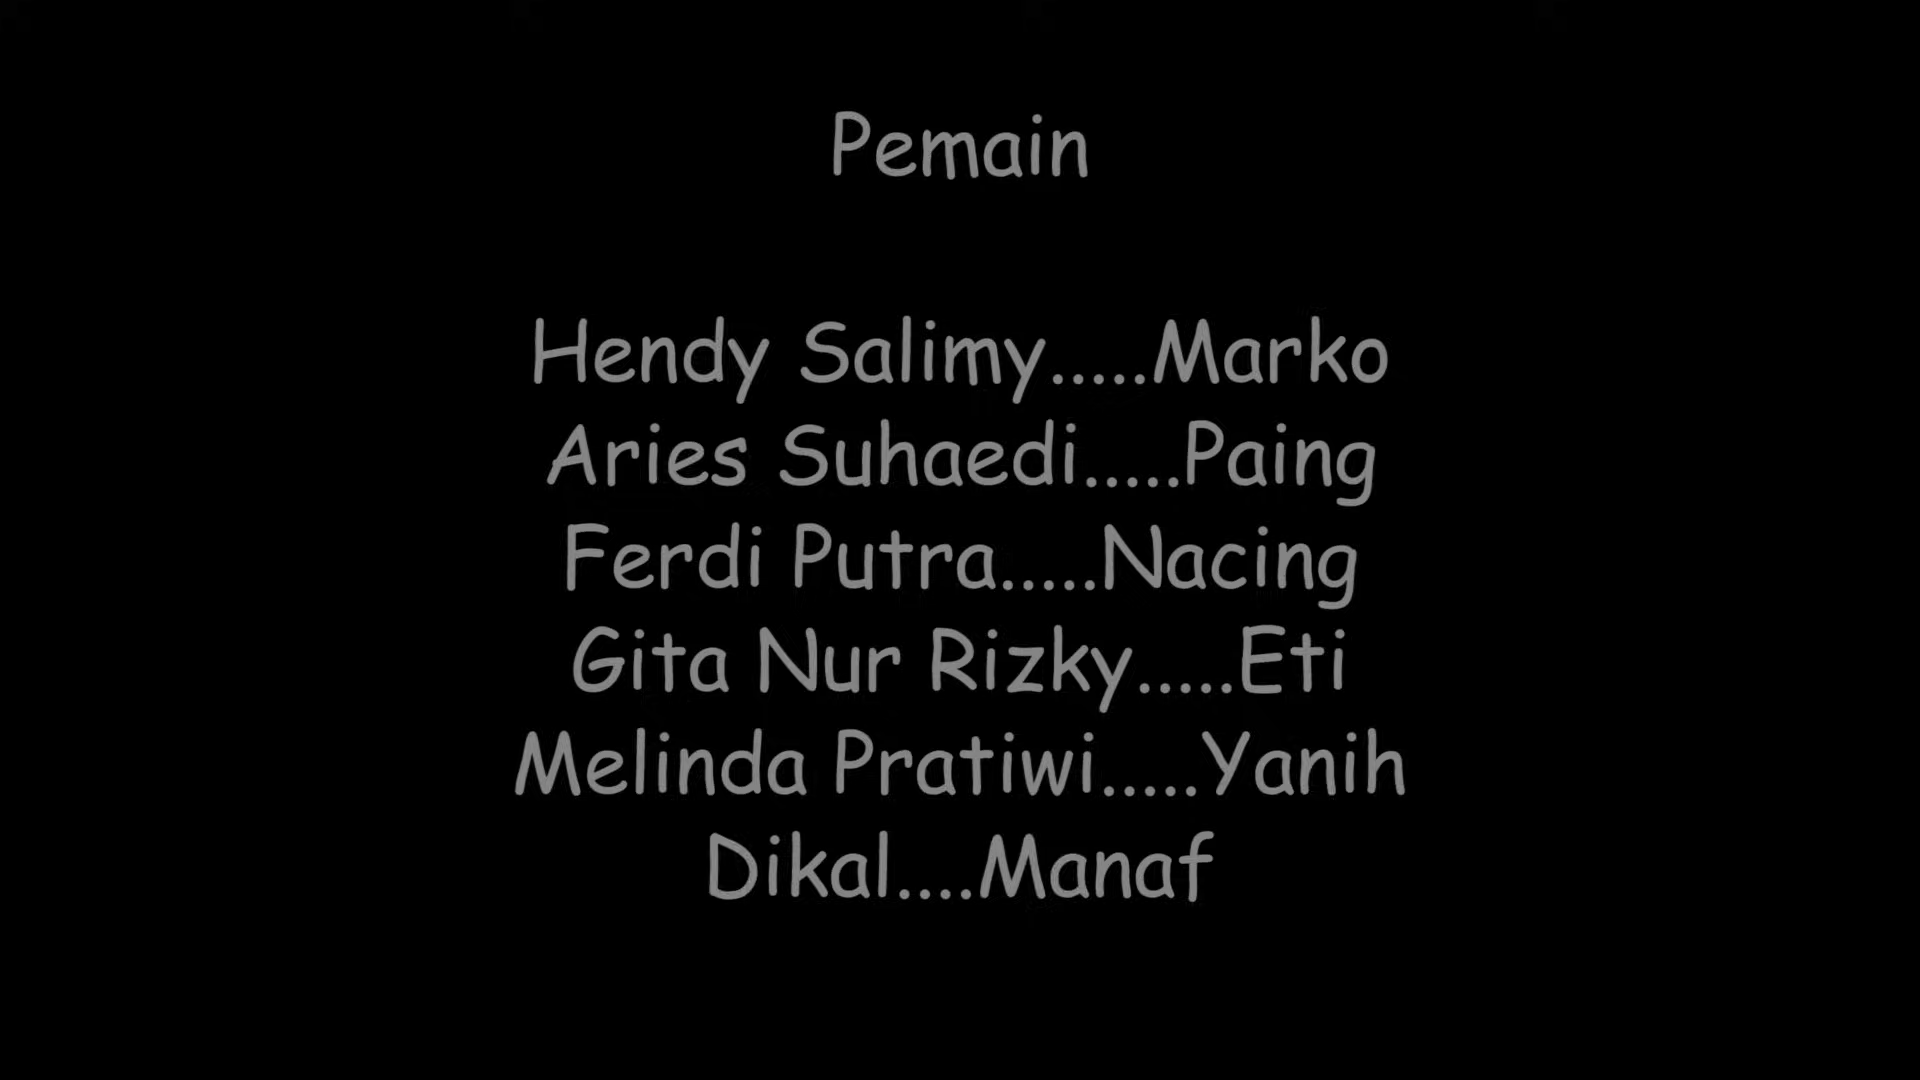 Pemain
Hendy Salimy.....Marko
Aries Suhaedi.....Paing
Ferdi Putra.....Nacing
Gita Nur Rizky.....Eti
Melinda Pratiwi.....Yanih
Dikal....Manaf